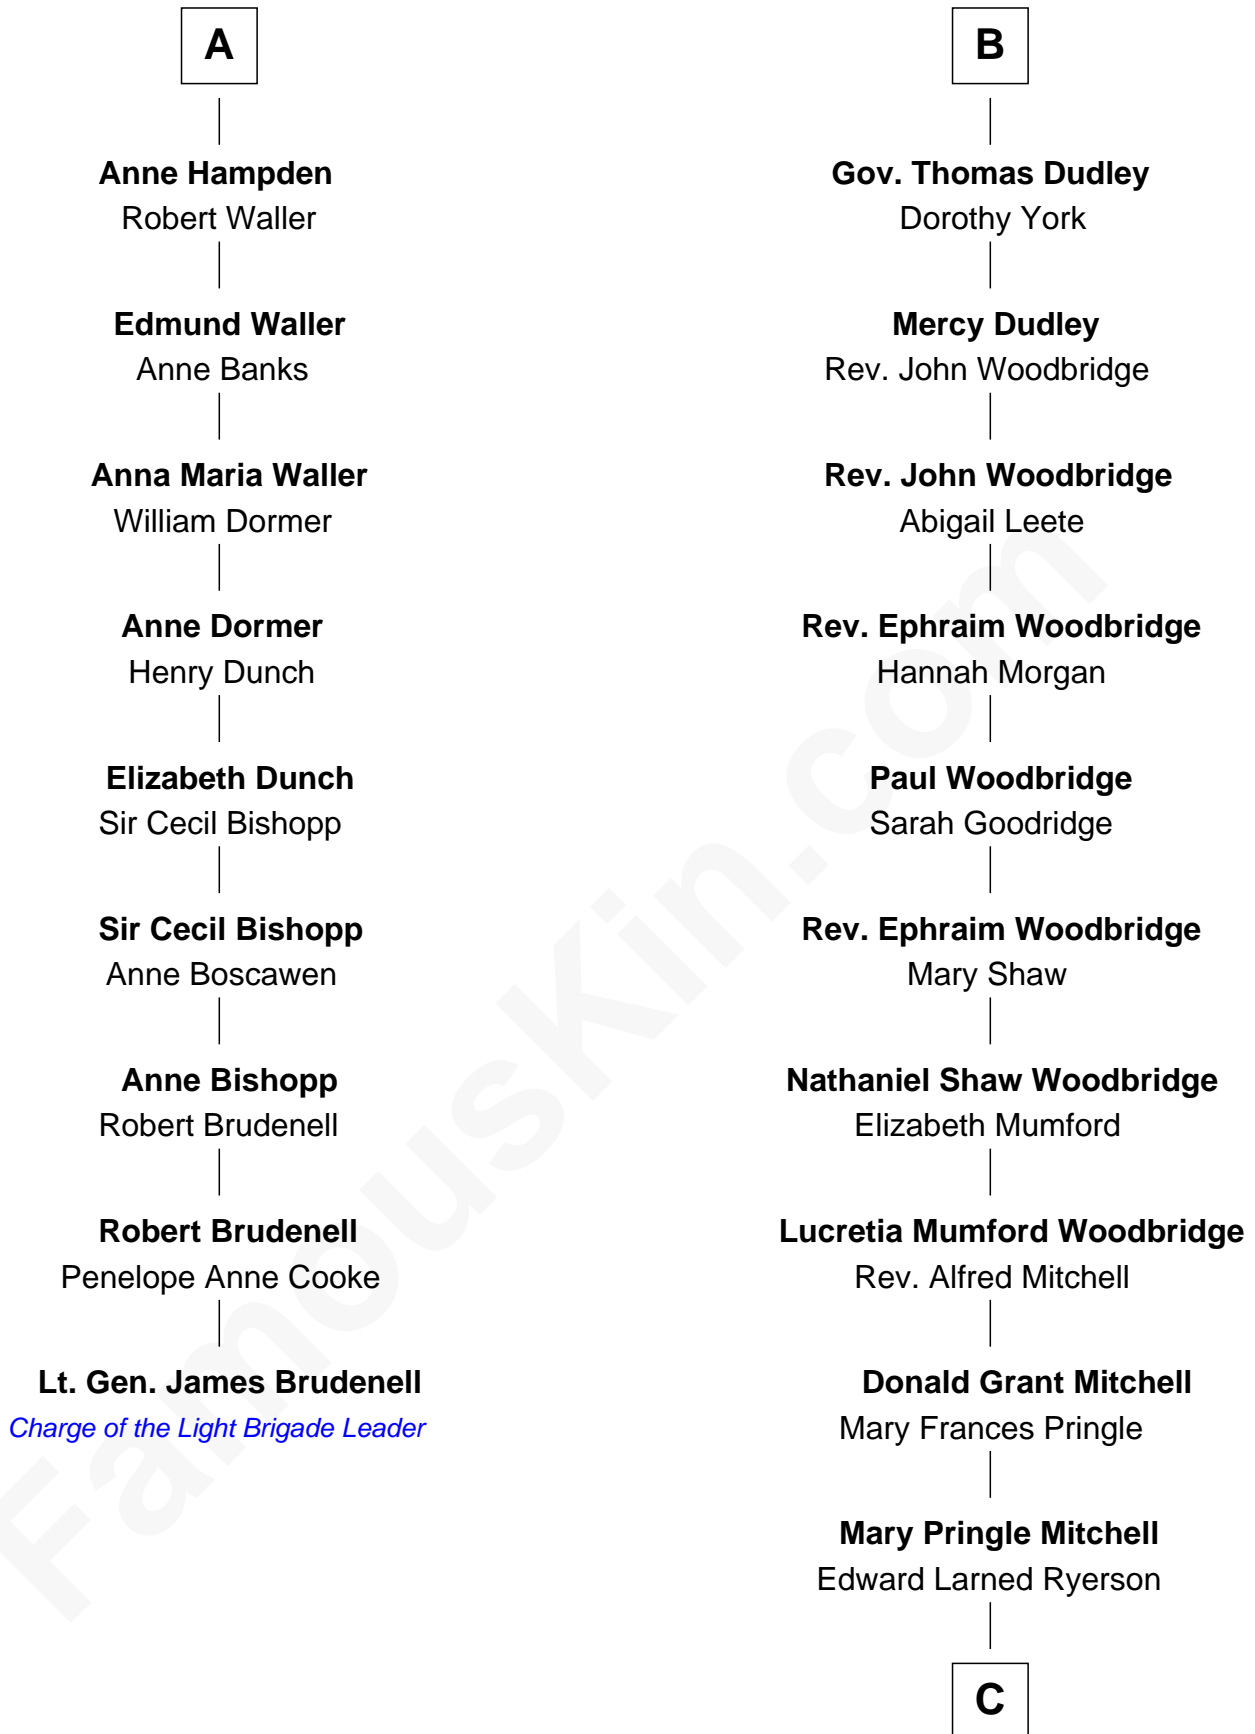 A
Anne Hampden
Robert Waller
Edmund Waller
Anne Banks
Anna Maria Waller
William Dormer
Anne Dormer
Henry Dunch
Elizabeth Dunch
Sir Cecil Bishopp
Sir Cecil Bishopp
Anne Boscawen
Anne Bishopp
Robert Brudenell
Robert Brudenell
Penelope Anne Cooke
Lt. Gen. James Brudenell
Charge of the Light Brigade Leader
B
Gov. Thomas Dudley
Dorothy York
Mercy Dudley
Rev. John Woodbridge
Rev. John Woodbridge
Abigail Leete
Rev. Ephraim Woodbridge
Hannah Morgan
Paul Woodbridge
Sarah Goodridge
Rev. Ephraim Woodbridge
Mary Shaw
Nathaniel Shaw Woodbridge
Elizabeth Mumford
Lucretia Mumford Woodbridge
Rev. Alfred Mitchell
Donald Grant Mitchell
Mary Frances Pringle
Mary Pringle Mitchell
Edward Larned Ryerson
C
FamousKin.com